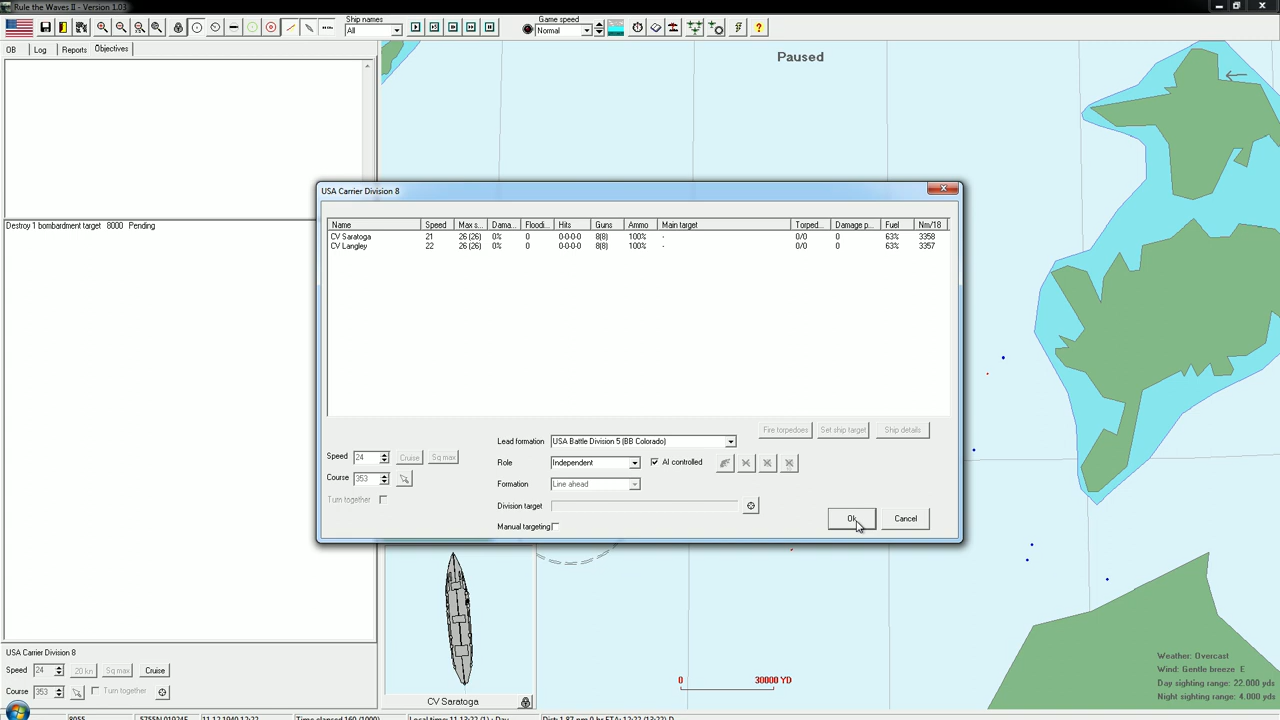 Rule the Waves II - Version 1.03
Ship names
All
Game speed
Normal
OB Log Reports Objectives
Paused
Destroy 1 bombardment target 8000 Pending
USA Carrier Division 8
Name Speed Max s... Dama... Floodi... Hits Guns Ammo Main target Torped... Damage p... Fuel Nm/18
CV Saratoga 21 26 (26) 0% 0 0-0-0-0 8(8) 100% - 0/0 0 63% 3358
CV Langley 22 26 (26) 0% 0 0-0-0-0 8(8) 100% - 0/0 0 63% 3357
Fire torpedoes Set ship target Ship details
Lead formation USA Battle Division 5 (BB Colorado)
Speed 24 Cruise Sq max
Role Independent AI controlled
Course 353
Formation Line ahead
Turn together
Division target
Manual targeting
Ok Cancel
USA Carrier Division 8
Speed 24 20 kn Sq max Cruise
Course 353 Turn together
CV Saratoga
0 30000 YD
Weather: Overcast
Wind: Gentle breeze E
Day sighting range: 22.000 yds
Night sighting range: 4.000 yds